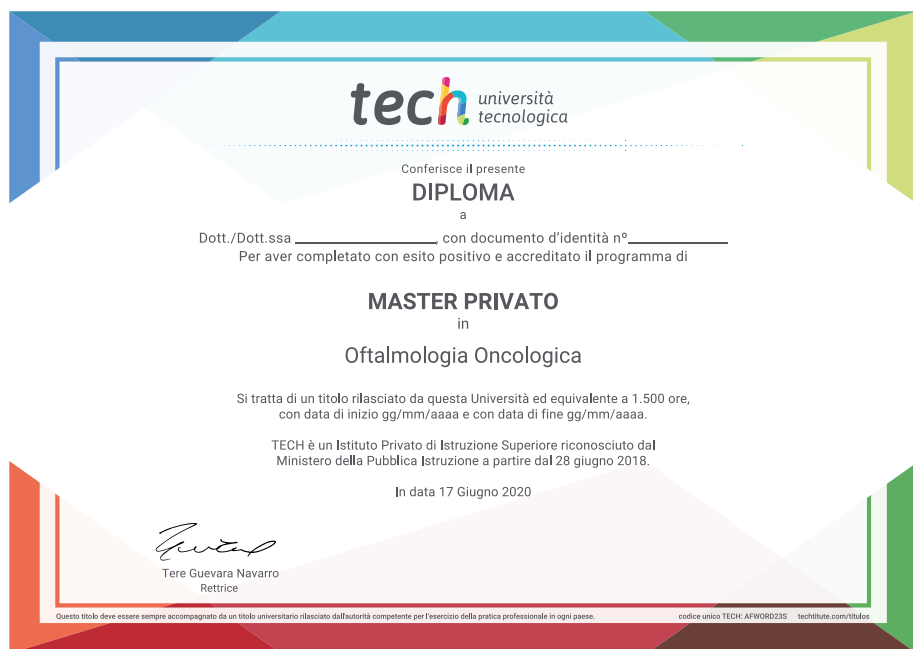 tech università
tecnologica
Conferisce il presente
DIPLOMA
a
Dott./Dott.ssa ____________________, con documento d'identità nº______________
Per aver completato con esito positivo e accreditato il programma di
MASTER PRIVATO
in
Oftalmologia Oncologica
Si tratta di un titolo rilasciato da questa Università ed equivalente a 1.500 ore,
con data di inizio gg/mm/aaaa e con data di fine gg/mm/aaaa.
TECH è un Istituto Privato di Istruzione Superiore riconosciuto dal
Ministero della Pubblica Istruzione a partire dal 28 giugno 2018.
In data 17 Giugno 2020
Tere Guevara Navarro
Rettrice
Questo titolo deve essere sempre accompagnato da un titolo universitario rilasciato dall'autorità competente per l'esercizio della pratica professionale in ogni paese. codice unico TECH: AFWORD23S techtitute.com/titulos